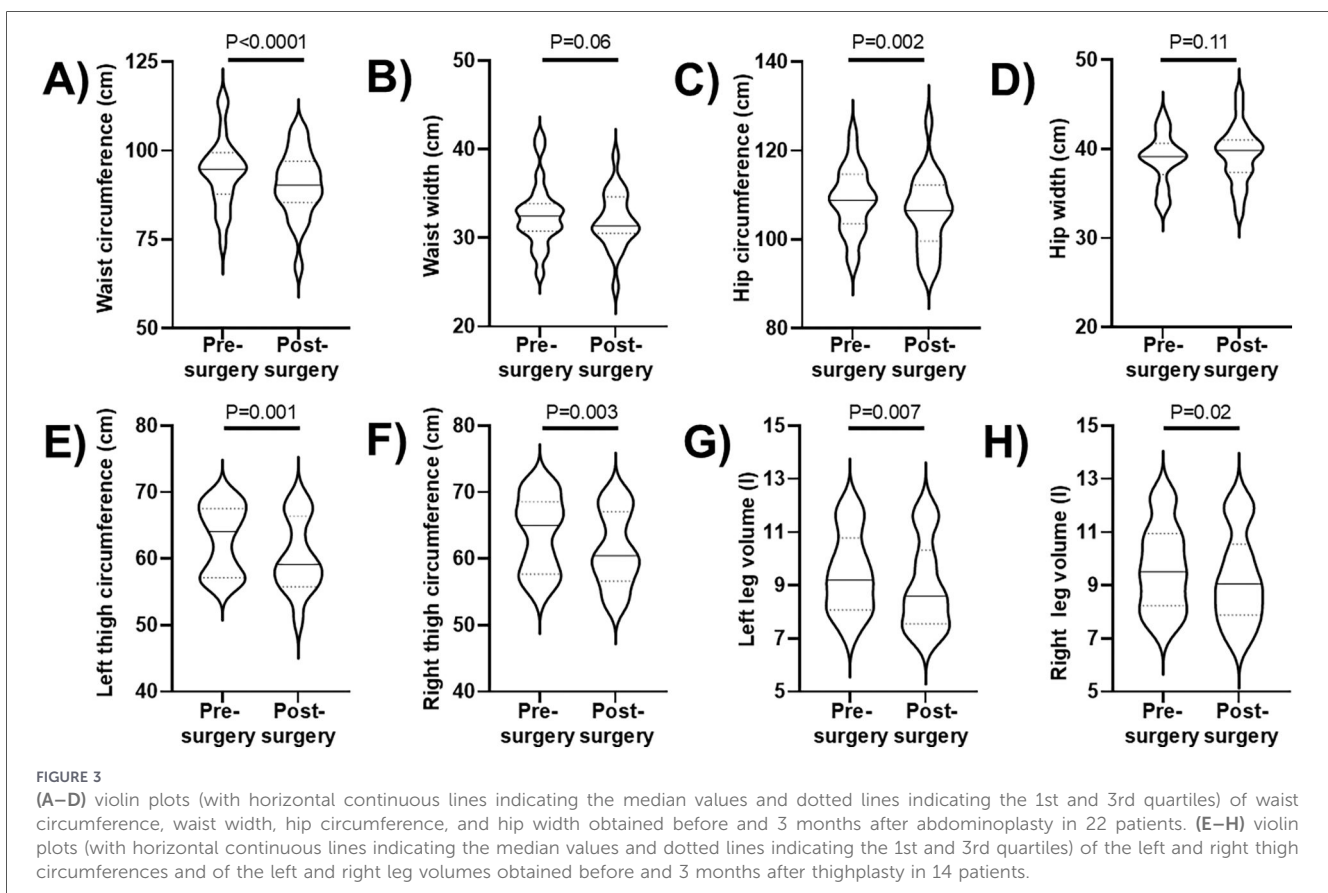 A)
P<0.0001
Waist circumference (cm)
125
100
75
50
Pre-
surgery
Post-
surgery
B)
P=0.06
Waist width (cm)
50
40
30
20
Pre-
surgery
Post-
surgery
C)
P=0.002
Hip circumference (cm)
140
120
100
80
Pre-
surgery
Post-
surgery
D)
P=0.11
Hip width (cm)
50
40
30
20
Pre-
surgery
Post-
surgery
E)
P=0.001
Left thigh circumference (cm)
80
70
60
50
40
Pre-
surgery
Post-
surgery
F)
P=0.003
Right thigh circumference (cm)
80
70
60
50
40
Pre-
surgery
Post-
surgery
G)
P=0.007
Left leg volume (l)
15
13
11
9
7
5
Pre-
surgery
Post-
surgery
H)
P=0.02
Right leg volume (l)
15
13
11
9
7
5
Pre-
surgery
Post-
surgery
FIGURE 3
(A–D) violin plots (with horizontal continuous lines indicating the median values and dotted lines indicating the 1st and 3rd quartiles) of waist
circumference, waist width, hip circumference, and hip width obtained before and 3 months after abdominoplasty in 22 patients. (E–H) violin
plots (with horizontal continuous lines indicating the median values and dotted lines indicating the 1st and 3rd quartiles) of the left and right thigh
circumferences and of the left and right leg volumes obtained before and 3 months after thighplasty in 14 patients.